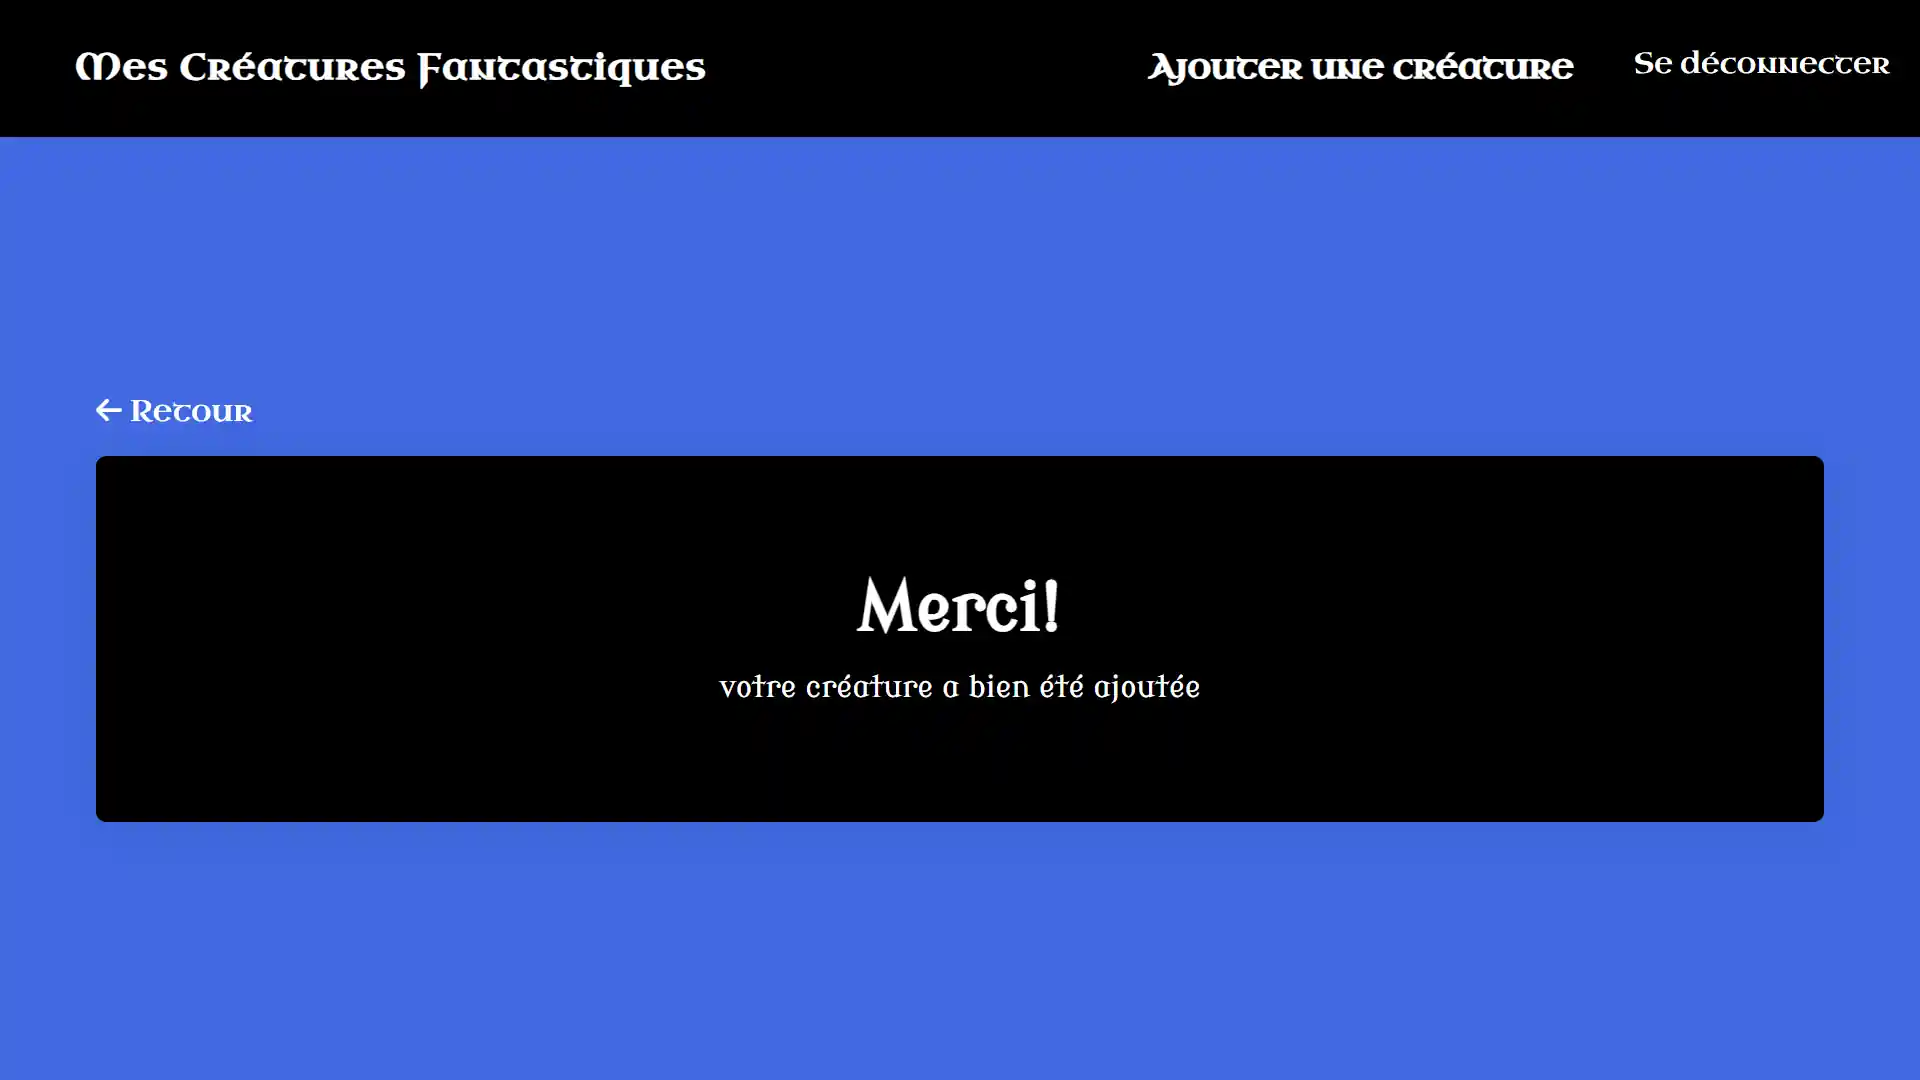 Mes Créatures Fantastiques
Ajouter une créature
Se déconnecter
← Retour
Merci!
votre créature a bien été ajoutée